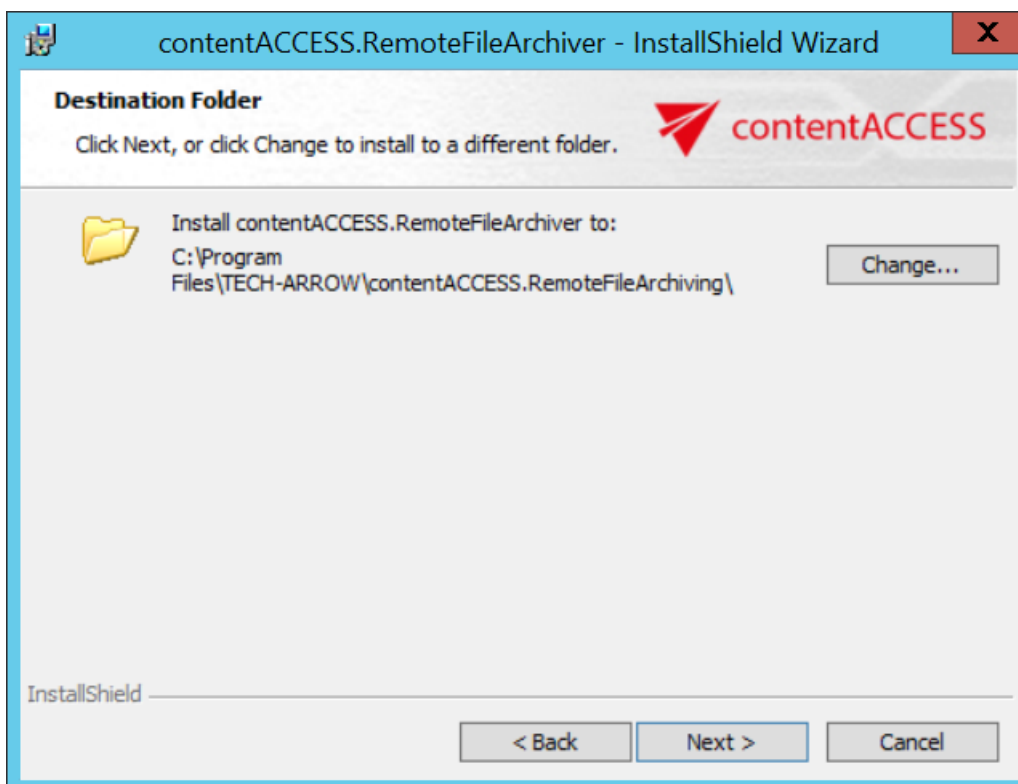 contentACCESS.RemoteFileArchiver - InstallShield Wizard
X
Destination Folder
Click Next, or click Change to install to a different folder.
contentACCESS
Install contentACCESS.RemoteFileArchiver to:
C:\Program
Files\TECH-ARROW\contentACCESS.RemoteFileArchiving\
Change...
InstallShield
< Back
Next >
Cancel